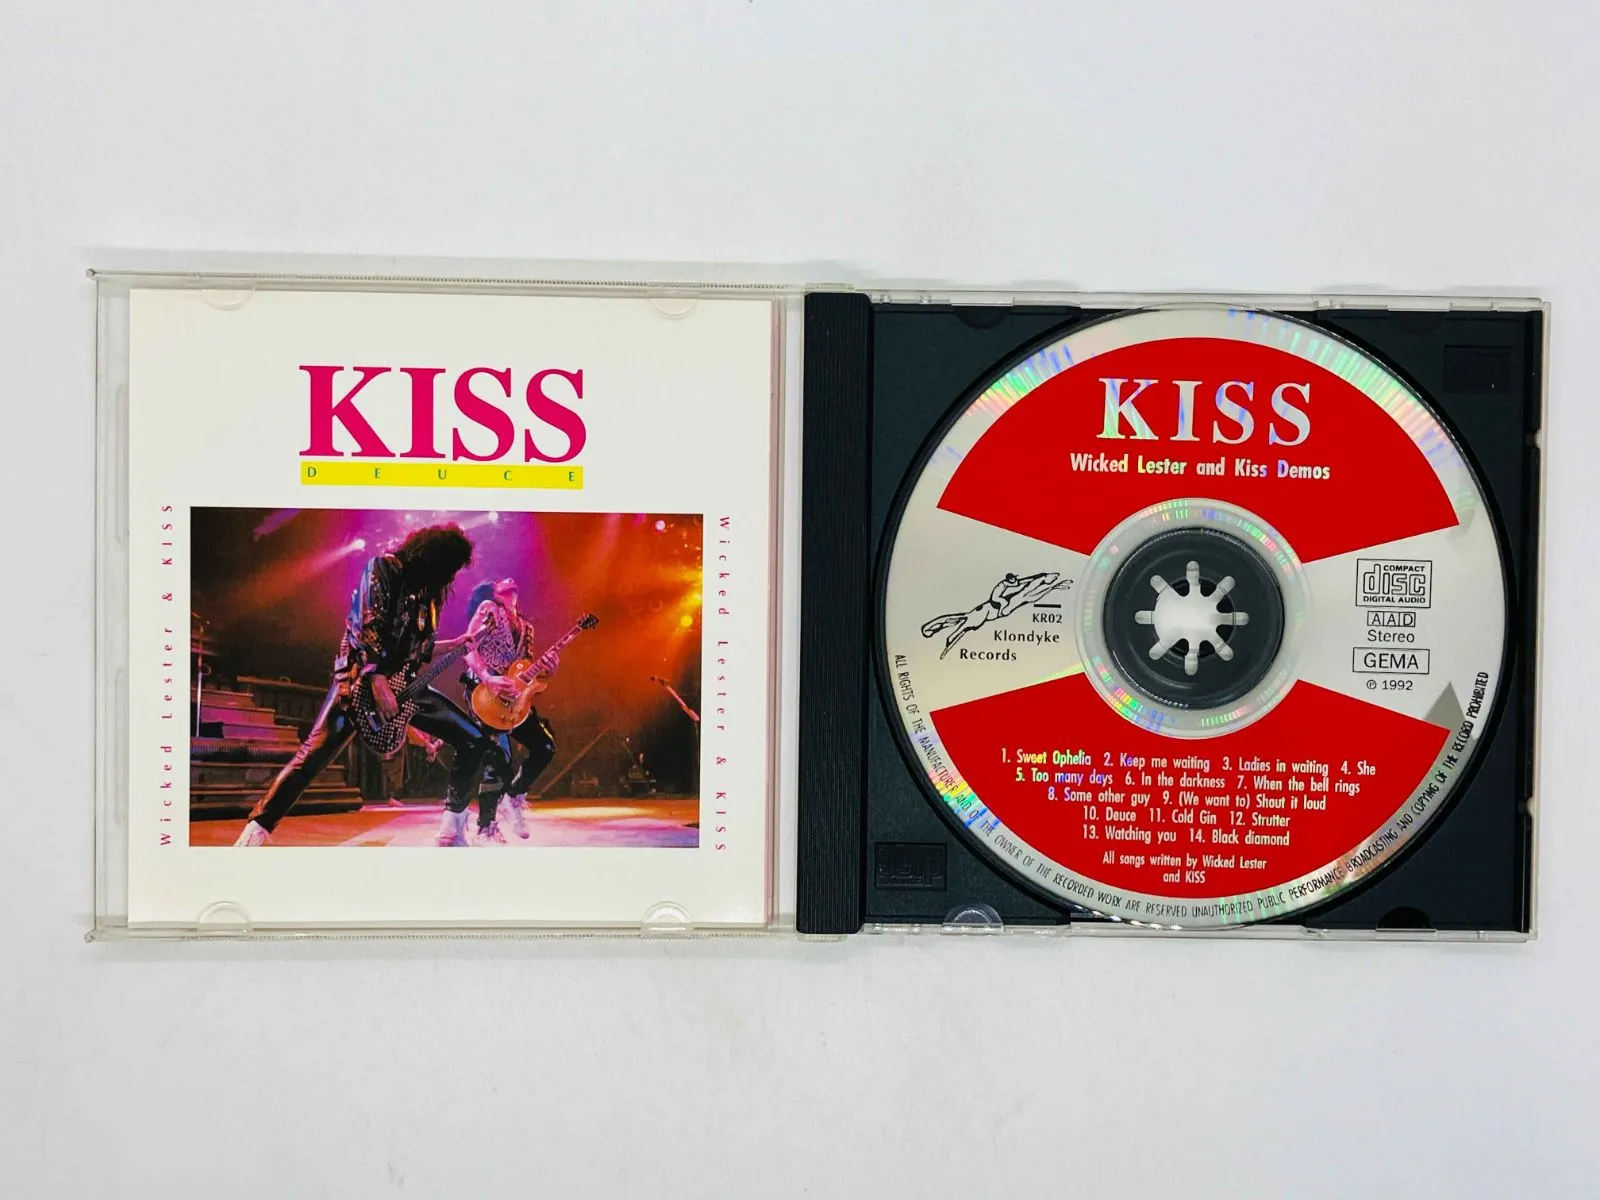 KISS
DEUCE
Wicked Lester & KISS
Wicked Lester & KISS
KISS
Wicked Lester and Kiss Demos
KR02
Klondyke
Records
COMPACT
disc
DIGITAL AUDIO
AAD
Stereo
GEMA
℗ 1992
1. Sweet Ophelia 2. Keep me waiting 3. Ladies in waiting 4. She
5. Too many days 6. In the darkness 7. When the bell rings
8. Some other guy 9. (We want to) Shout it loud
10. Deuce 11. Cold Gin 12. Strutter
13. Watching you 14. Black diamond
All songs written by Wicked Lester
and KISS
ALL RIGHTS OF THE MANUFACTURER AND OF THE OWNER OF THE RECORDED WORK ARE RESERVED UNAUTHORIZED PUBLIC PERFORMANCE BROADCASTING AND COPYING OF THE RECORD PROHIBITED